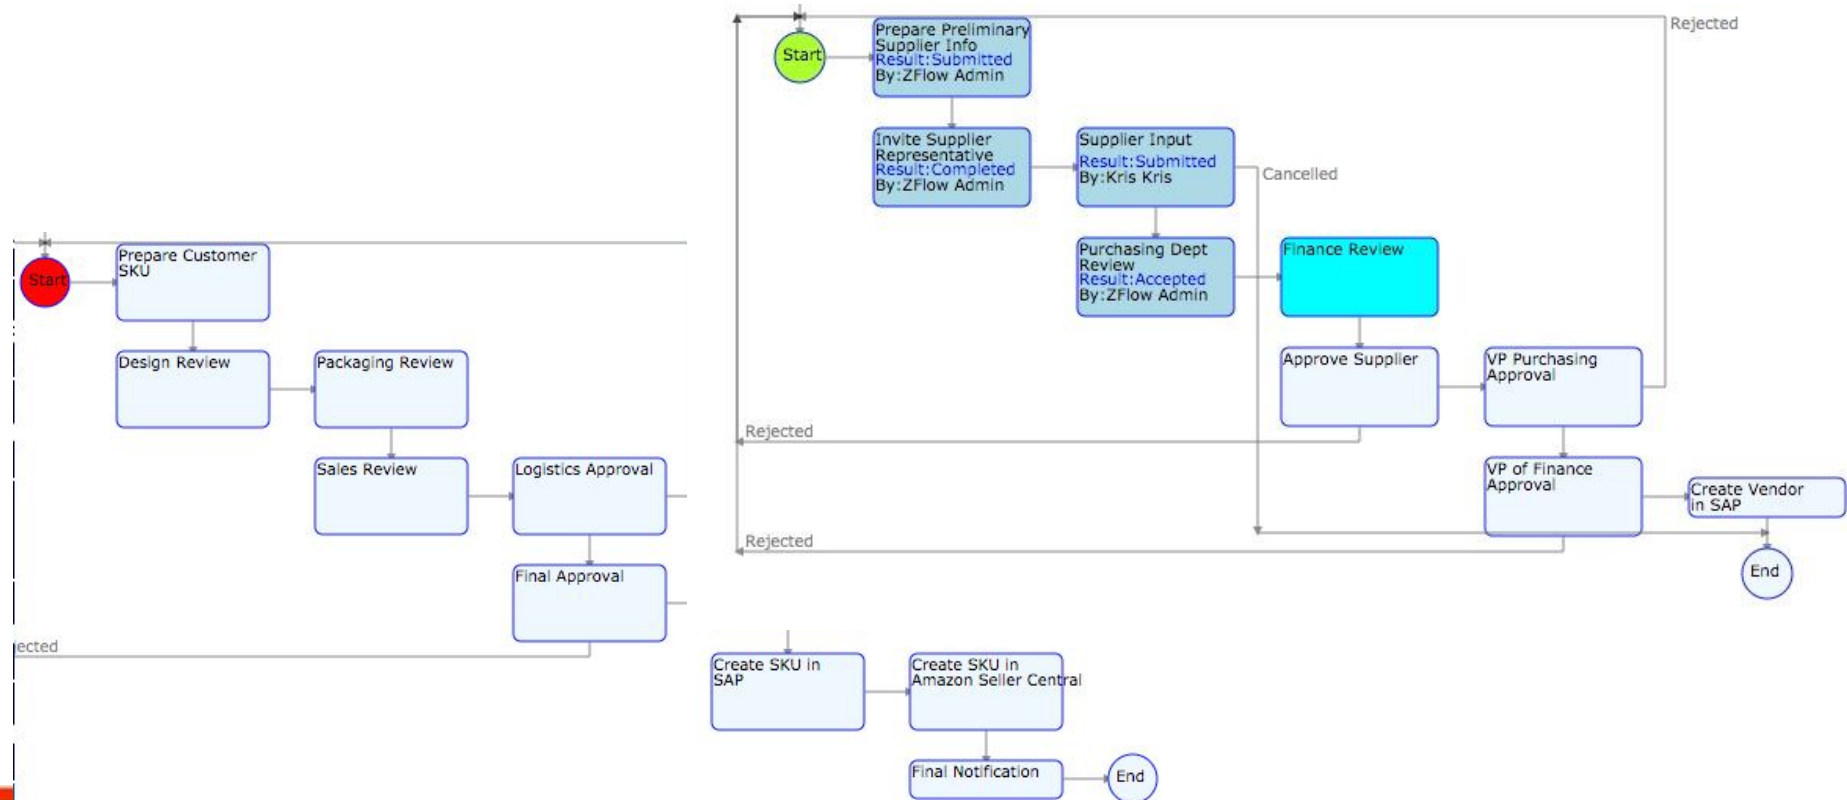 Start
Prepare Customer
SKU
Design Review
Packaging Review
Sales Review
Logistics Approval
Final Approval
jected
Start
Prepare Preliminary
Supplier Info
Result:Submitted
By:ZFlow Admin
Rejected
Invite Supplier
Representative
Result:Completed
By:ZFlow Admin
Supplier Input
Result:Submitted
By:Kris Kris
Cancelled
Purchasing Dept
Review
Result:Accepted
By:ZFlow Admin
Finance Review
Approve Supplier
VP Purchasing
Approval
Rejected
VP of Finance
Approval
Create Vendor
in SAP
Rejected
End
Create SKU in
SAP
Create SKU in
Amazon Seller Central
Final Notification
End